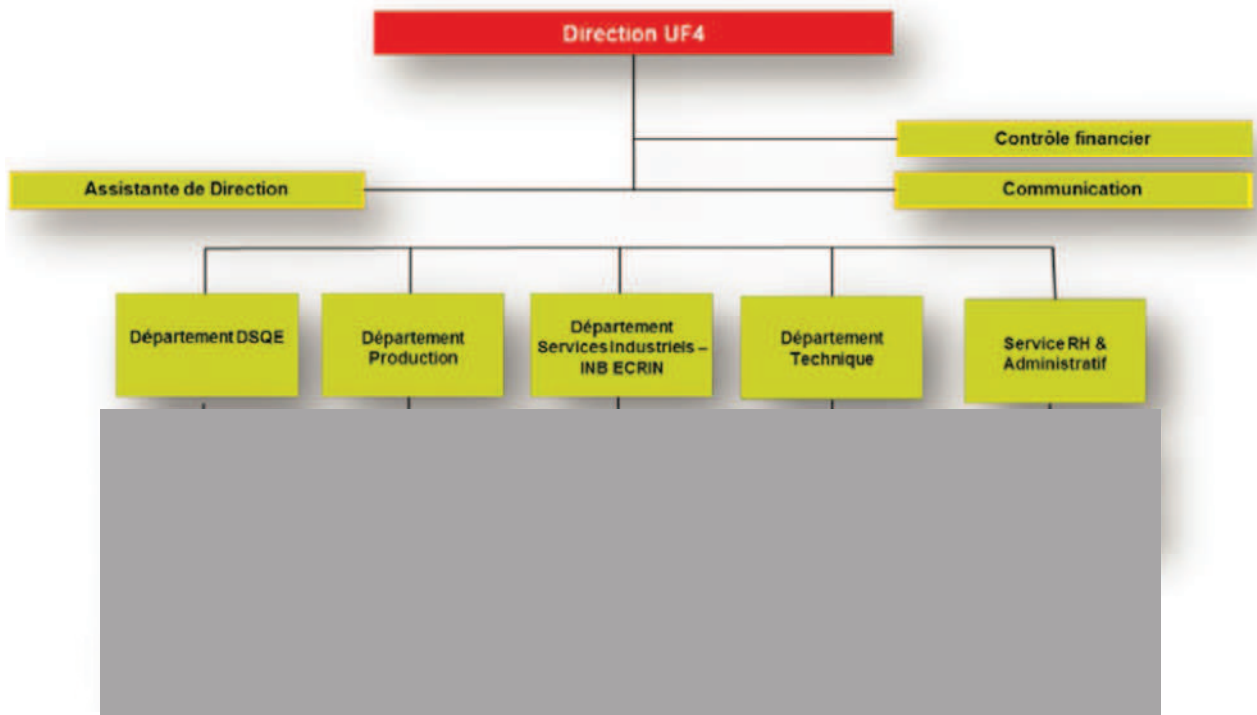 Direction UF4
Contrôle financier
Assistante de Direction
Communication
Département DSQE
Département
Production
Département
Services Industriels –
INB ECRIN
Département
Technique
Service RH &
Administratif